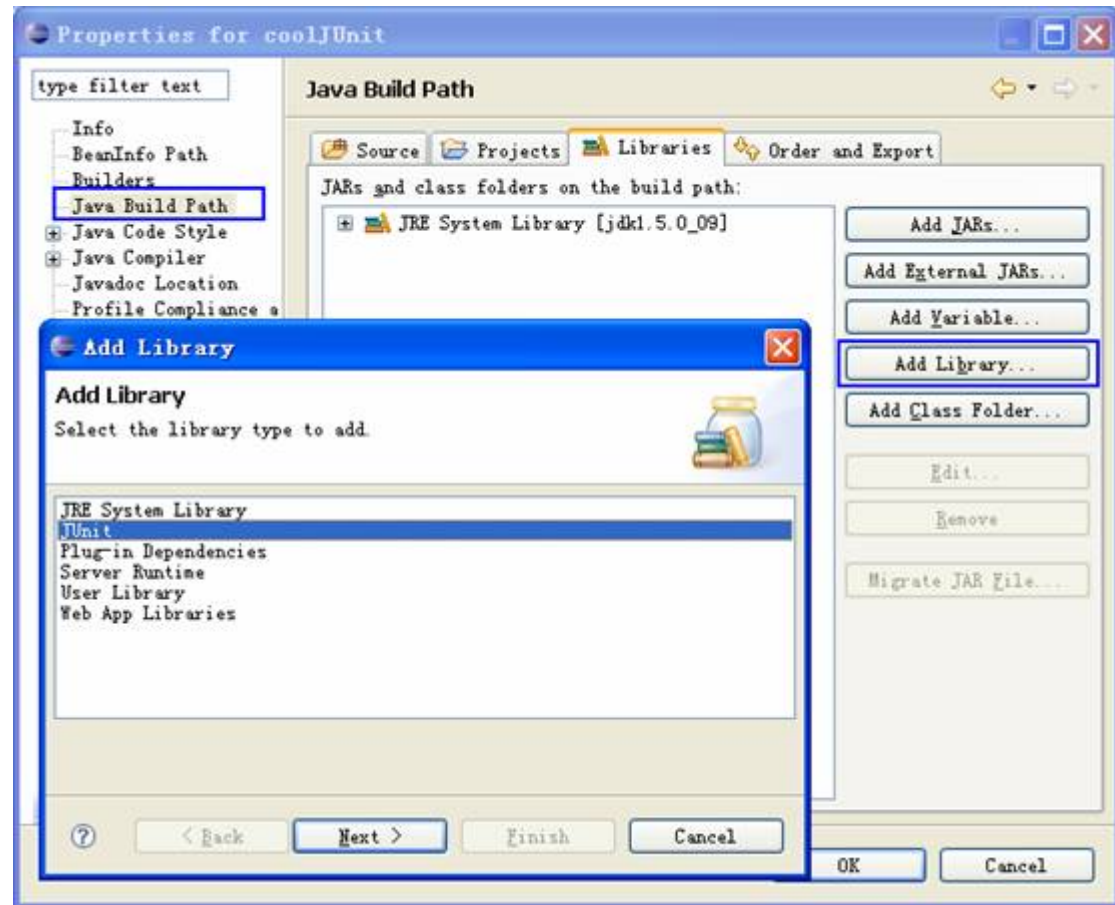 Properties for coolJUnit
type filter text
Java Build Path
Info
BeanInfo Path
Builders
Java Build Path
Java Code Style
Java Compiler
Javadoc Location
Profile Compliance a
Source Projects Libraries Order and Export
JARs and class folders on the build path:
JRE System Library [jdk1.5.0_09]
Add JARs...
Add External JARs...
Add Variable...
Add Library...
Add Class Folder...
Edit...
Remove
Migrate JAR File...
Add Library
Add Library
Select the library type to add.
JRE System Library
JUnit
Plug-in Dependencies
Server Runtime
User Library
Web App Libraries
? < Back Next > Finish Cancel
OK Cancel